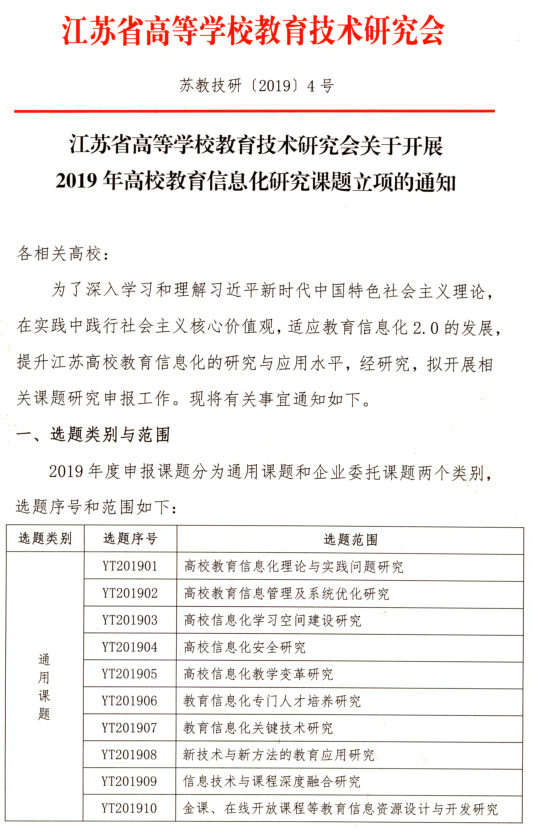 江苏省高等学校教育技术研究会
苏教技研〔2019〕4号
江苏省高等学校教育技术研究会关于开展
2019年高校教育信息化研究课题立项的通知
各相关高校：
为了深入学习和理解习近平新时代中国特色社会主义理论，
在实践中践行社会主义核心价值观，适应教育信息化2.0的发展，
提升江苏高校教育信息化的研究与应用水平，经研究，拟开展相
关课题研究申报工作。现将有关事宜通知如下。
一、选题类别与范围
2019年度申报课题分为通用课题和企业委托课题两个类别，
选题序号和范围如下：
选题类别 选题序号 选题范围
通用课题
YT201901 高校教育信息化理论与实践问题研究
YT201902 高校教育信息管理及系统优化研究
YT201903 高校信息化学习空间建设研究
YT201904 高校信息化安全研究
YT201905 高校信息化教学变革研究
YT201906 教育信息化专门人才培养研究
YT201907 教育信息化关键技术研究
YT201908 新技术与新方法的教育应用研究
YT201909 信息技术与课程深度融合研究
YT201910 金课、在线开放课程等教育信息资源设计与开发研究